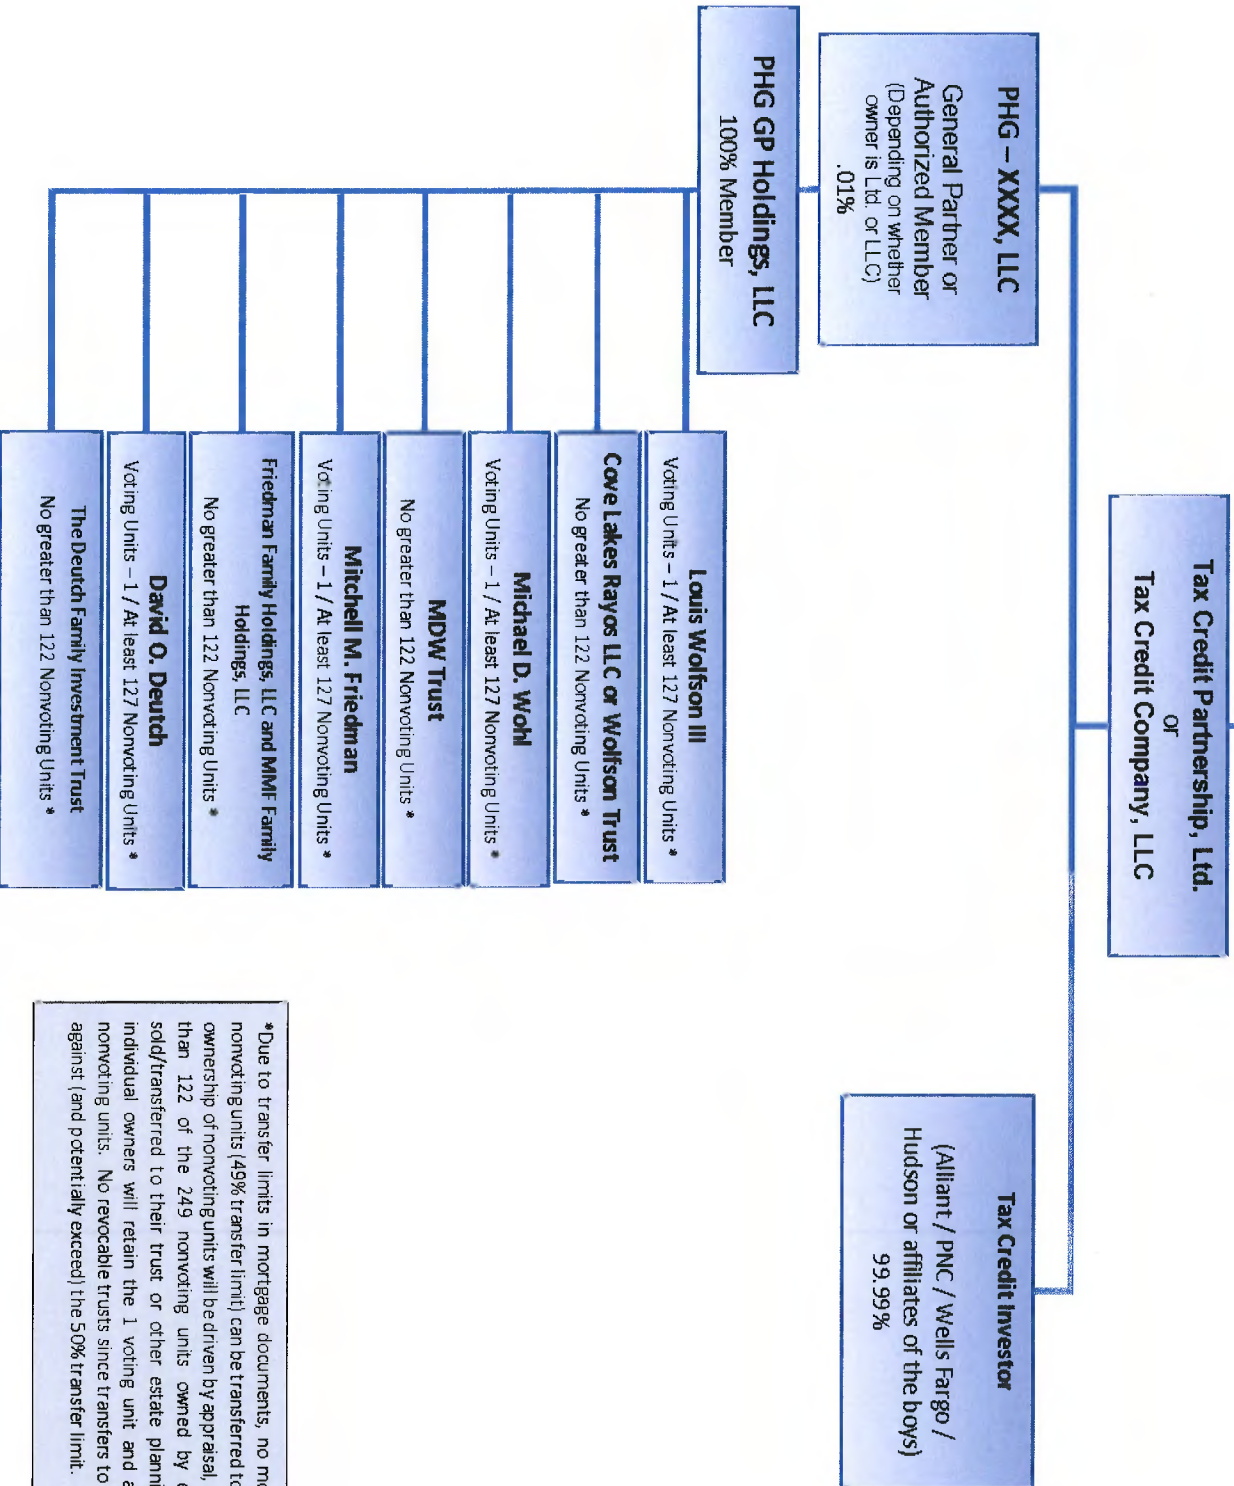 Tax Credit Partnership, Ltd.
or
Tax Credit Company, LLC
PHG – XXXX, LLC
General Partner or
Authorized Member
(Depending on whether
owner is Ltd. or LLC)
.01%
Tax Credit Investor
(Alliant / PNC / Wells Fargo /
Hudson or affiliates of the boys)
99.99%
PHG GP Holdings, LLC
100% Member
Louis Wolfson III
Voting Units – 1 / At least 127 Nonvoting Units *
Cove Lakes Rayos LLC or Wolfson Trust
No greater than 122 Nonvoting Units *
Michael D. Wohl
Voting Units – 1 / At least 127 Nonvoting Units *
MDW Trust
No greater than 122 Nonvoting Units *
Mitchell M. Friedman
Voting Units – 1 / At least 127 Nonvoting Units *
Friedman Family Holdings, LLC and MMF Family
Holdings, LLC
No greater than 122 Nonvoting Units *
David O. Deutch
Voting Units – 1 / At least 127 Nonvoting Units *
The Deutch Family Investment Trust
No greater than 122 Nonvoting Units *
*Due to transfer limits in mortgage documents, no
nonvoting units (49% transfer limit) can be transferred
ownership of nonvoting units will be driven by appraisal,
than 122 of the 249 nonvoting units owned by
sold/transferred to their trust or other estate
individual owners will retain the 1 voting unit and
nonvoting units. No revocable trusts since transfers to
against (and potentially exceed) the 50% transfer limit.